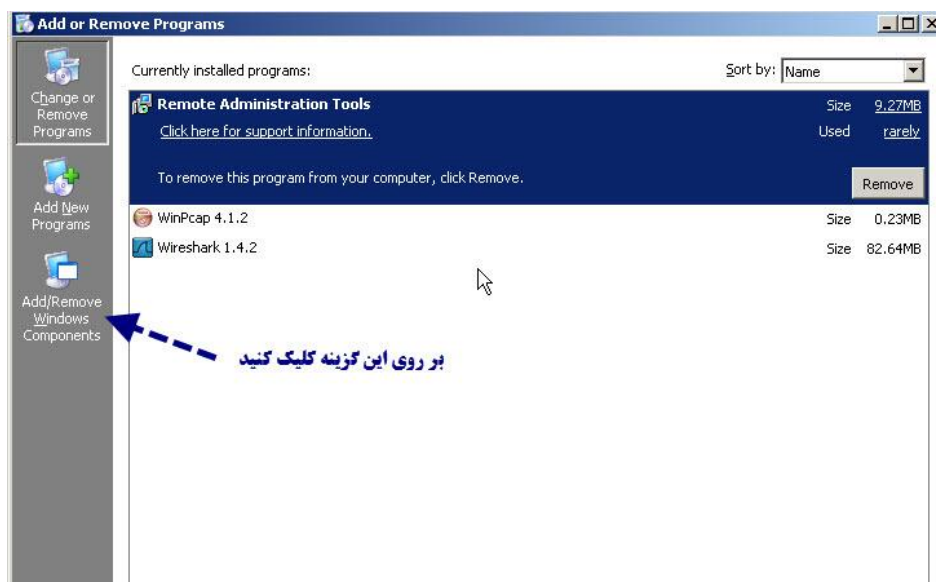 Add or Remove Programs
Change or
Remove
Programs
Add New
Programs
Add/Remove
Windows
Components
Currently installed programs:
Sort by: Name
Remote Administration Tools Size 9.27MB
Click here for support information. Used rarely
To remove this program from your computer, click Remove.
Remove
WinPcap 4.1.2 Size 0.23MB
Wireshark 1.4.2 Size 82.64MB
بر روی این گزینه کلیک کنید